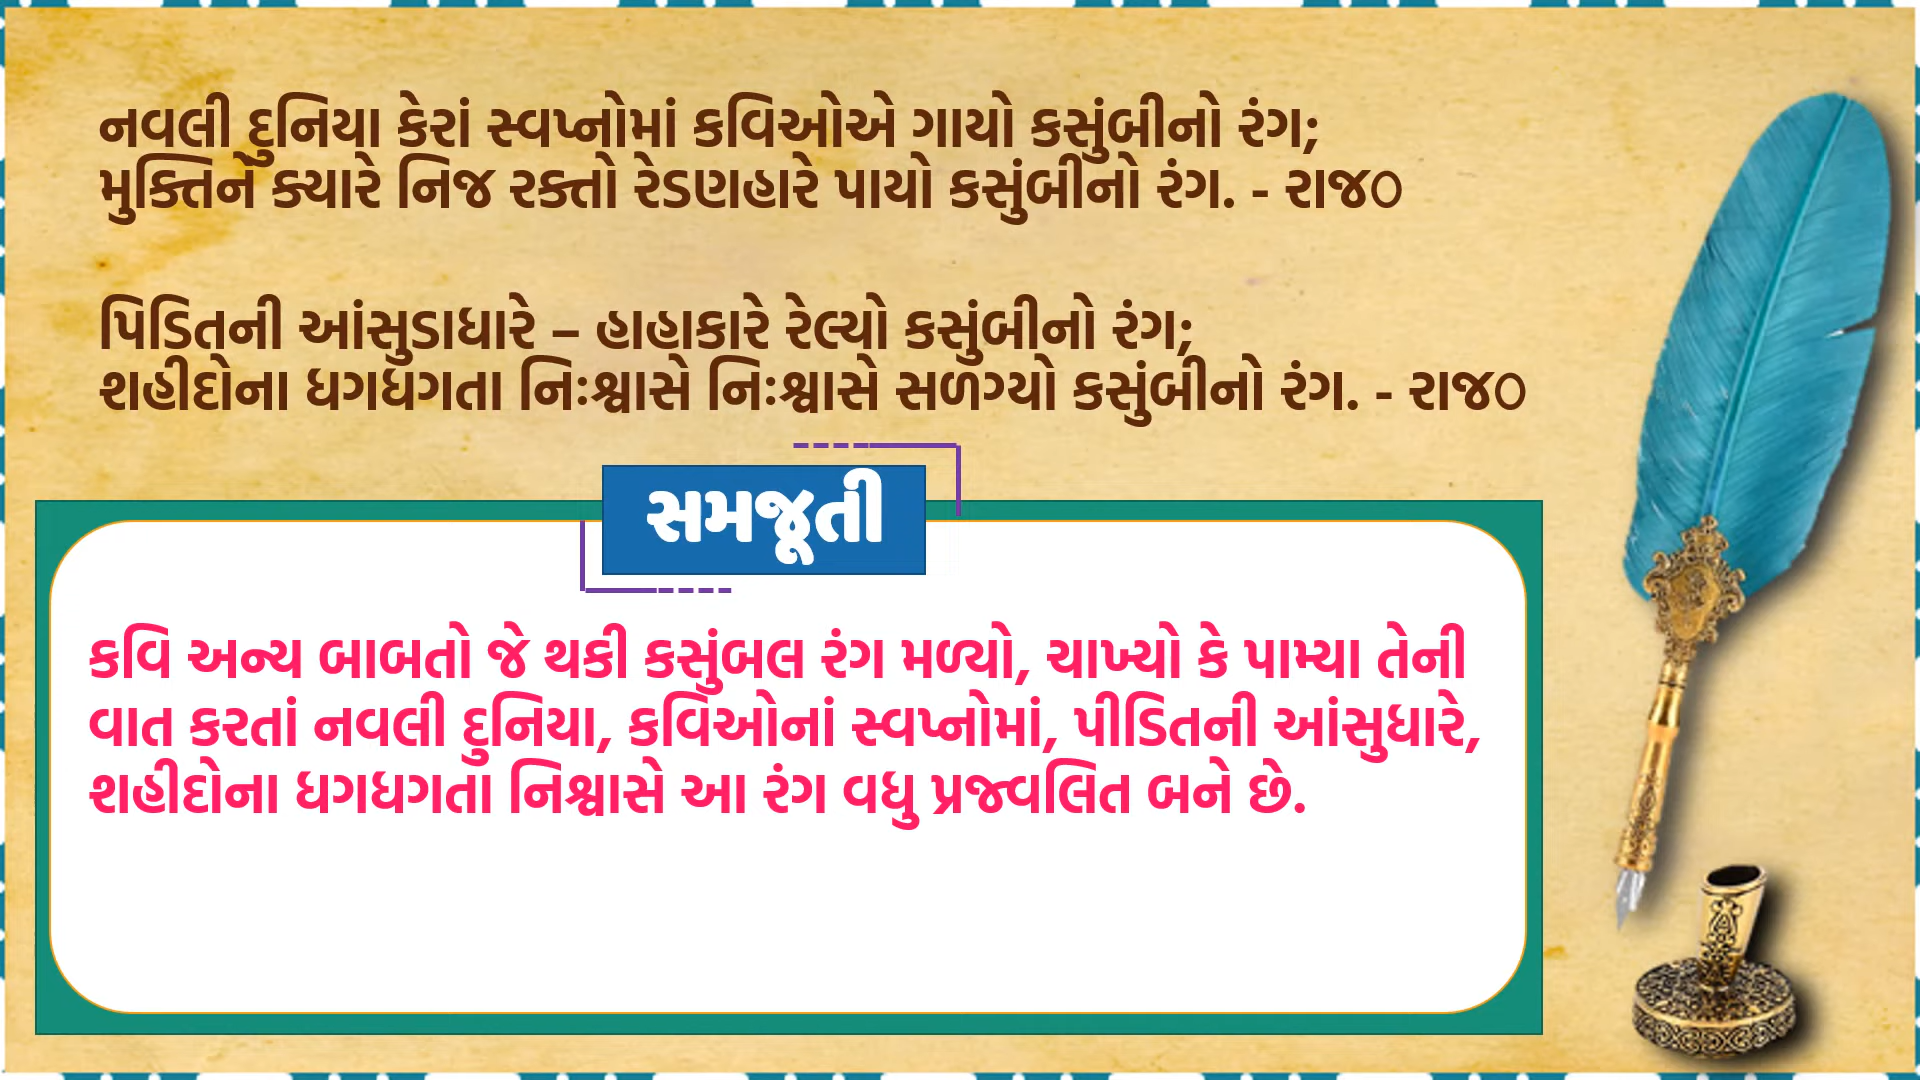 નવલી દુનિયા કેરાં સ્વપ્નોમાં કવિઓએ ગાયો કસુંબીનો રંગ;
મુક્તિને ક્યારે નિજ રક્તો રેડણહારે પાયો કસુંબીનો રંગ. - રાજ૦
પિડિતની આંસુડાધારે – હાહાકારે રેલ્યો કસુંબીનો રંગ;
શહીદોના ધગધગતા નિઃશ્વાસે નિઃશ્વાસે સળગ્યો કસુંબીનો રંગ. - રાજ૦
સમજૂતી
કવિ અન્ય બાબતો જે થકી કસુંબલ રંગ મળ્યો, ચાખ્યો કે પામ્યા તેની
વાત કરતાં નવલી દુનિયા, કવિઓનાં સ્વપ્નોમાં, પીડિતની આંસુધારે,
શહીદોના ધગધગતા નિશ્વાસે આ રંગ વધુ પ્રજ્વલિત બને છે.